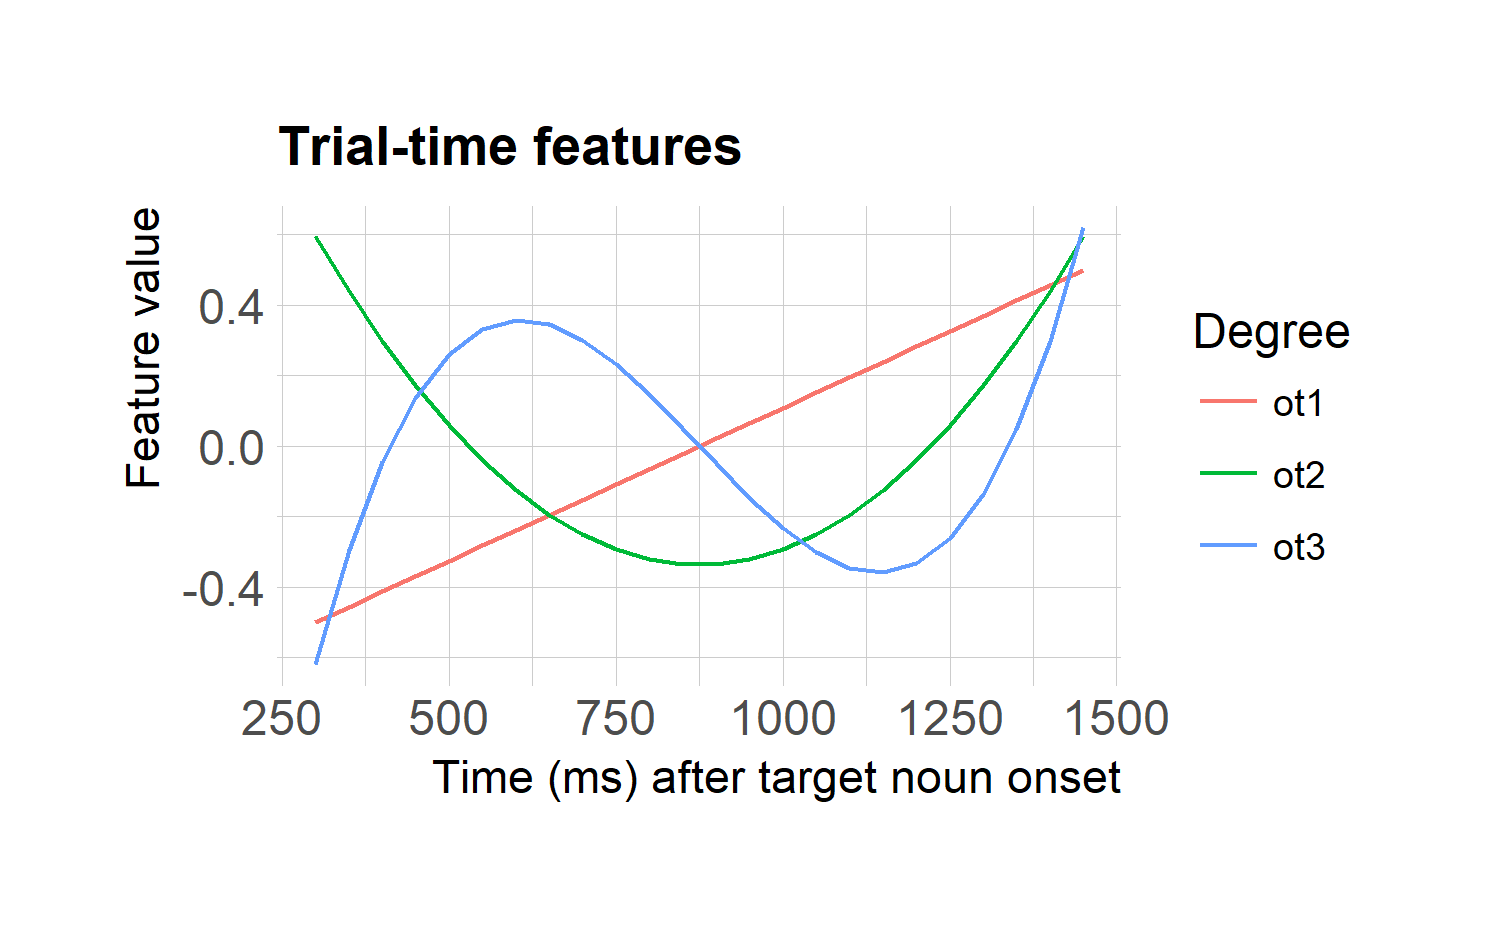 Trial-time features
Feature value
0.4
0.0
-0.4
250 500 750 1000 1250 1500
Time (ms) after target noun onset
Degree
ot1
ot2
ot3